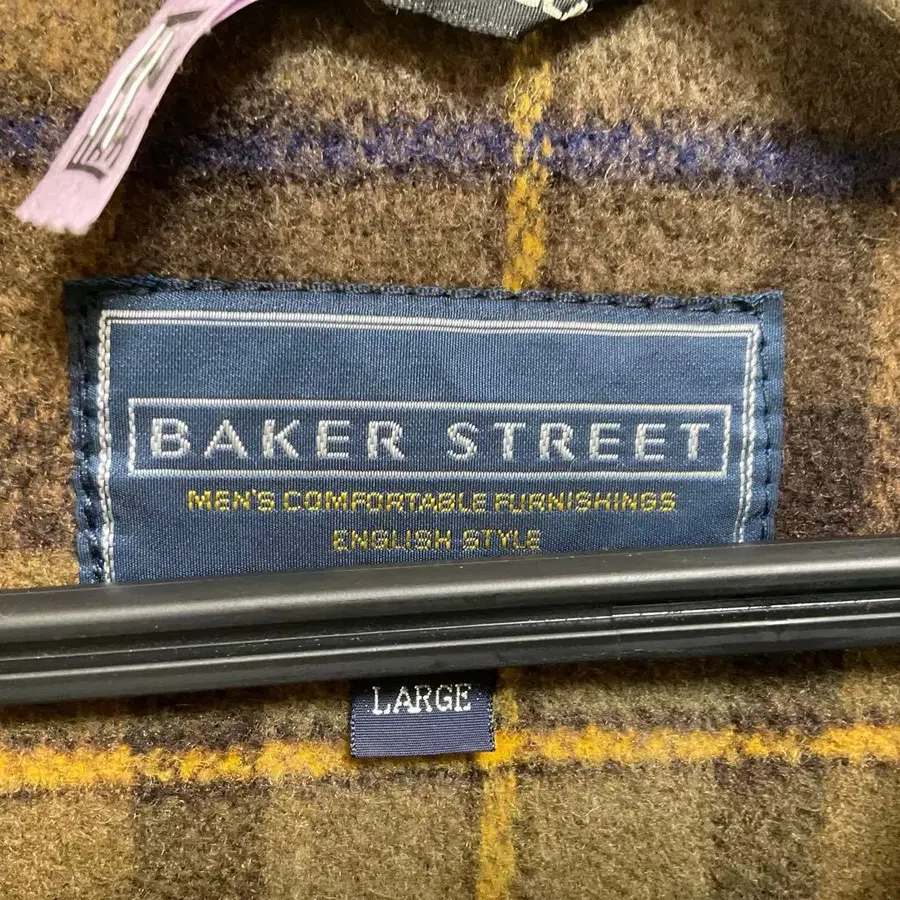 BAKER STREET
MEN'S COMFORTABLE FURNISHINGS
ENGLISH STYLE
LARGE